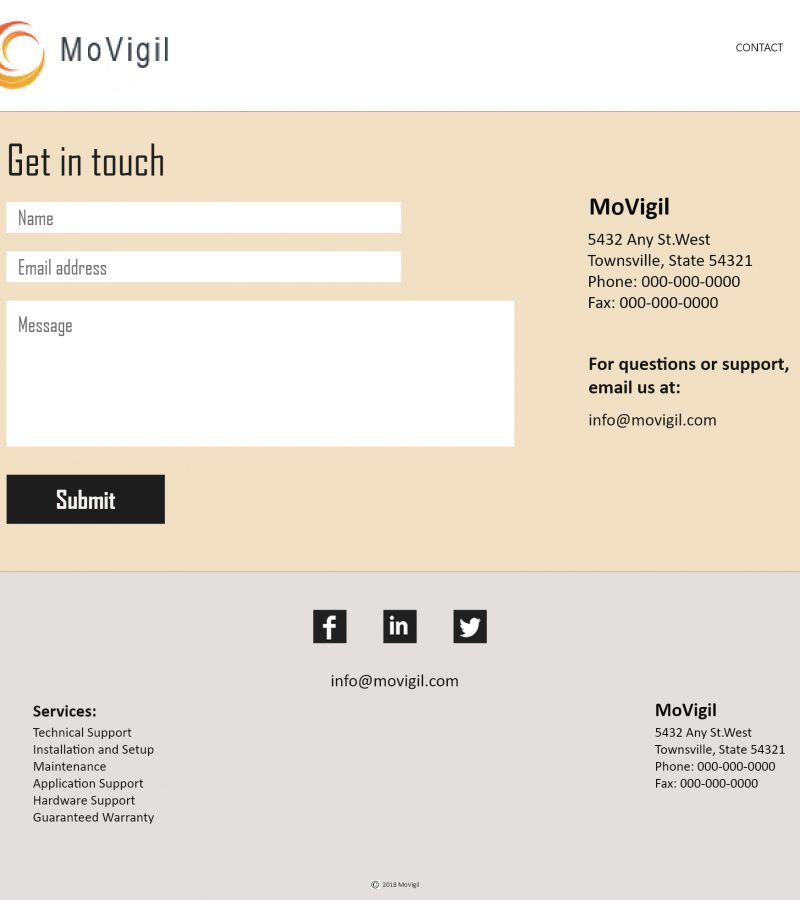 MoVigil
CONTACT
Get in touch
Name
Email address
Message
Submit
MoVigil
5432 Any St.West
Townsville, State 54321
Phone: 000-000-0000
Fax: 000-000-0000
For questions or support,
email us at:
info@movigil.com
f
in
info@movigil.com
Services:
Technical Support
Installation and Setup
Maintenance
Application Support
Hardware Support
Guaranteed Warranty
MoVigil
5432 Any St.West
Townsville, State 54321
Phone: 000-000-0000
Fax: 000-000-0000
© 2018 MoVigil